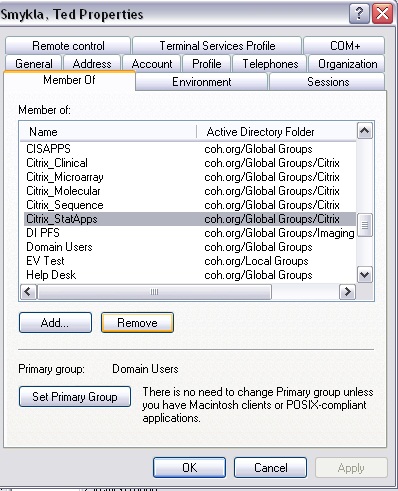 Smykla, Ted Properties
Remote control Terminal Services Profile COM+
General Address Account Profile Telephones Organization
Member Of Environment Sessions
Member of:
Name Active Directory Folder
CISAPPS coh.org/Global Groups
Citrix_Clinical coh.org/Global Groups/Citrix
Citrix_Microarray coh.org/Global Groups/Citrix
Citrix_Molecular coh.org/Global Groups/Citrix
Citrix_Sequence coh.org/Global Groups/Citrix
Citrix_StatApps coh.org/Global Groups/Citrix
DI PFS coh.org/Global Groups/Imaging
Domain Users coh.org/Global Groups
EV Test coh.org/Local Groups
Help Desk coh.org/Global Groups
Add... Remove
Primary group: Domain Users
Set Primary Group
There is no need to change Primary group unless
you have Macintosh clients or POSIX-compliant
applications.
OK Cancel Apply